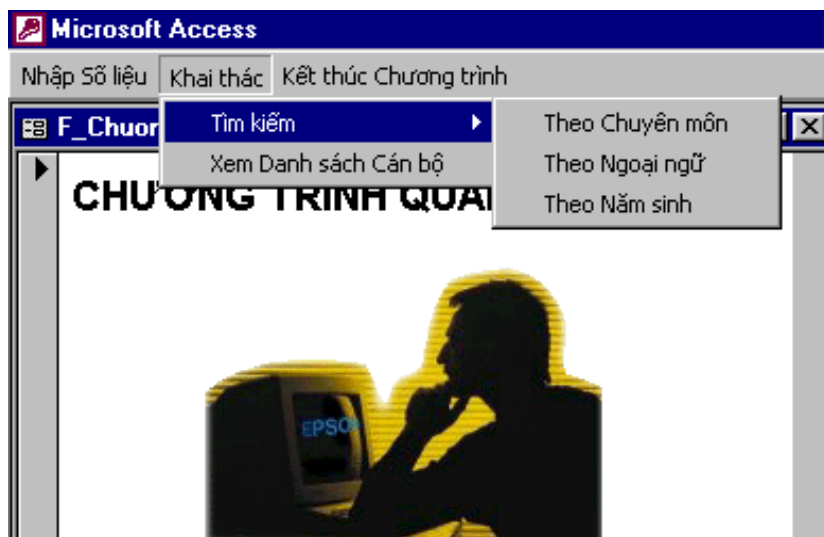 Microsoft Access
Nhập Số liệu Khai thác Kết thúc Chương trình
F_Chuor
Tìm kiếm
Xem Danh sách Cán bộ
Theo Chuyên môn
Theo Ngoại ngữ
Theo Năm sinh
CHƯƠNG TRÌNH QUẢ
EPSON